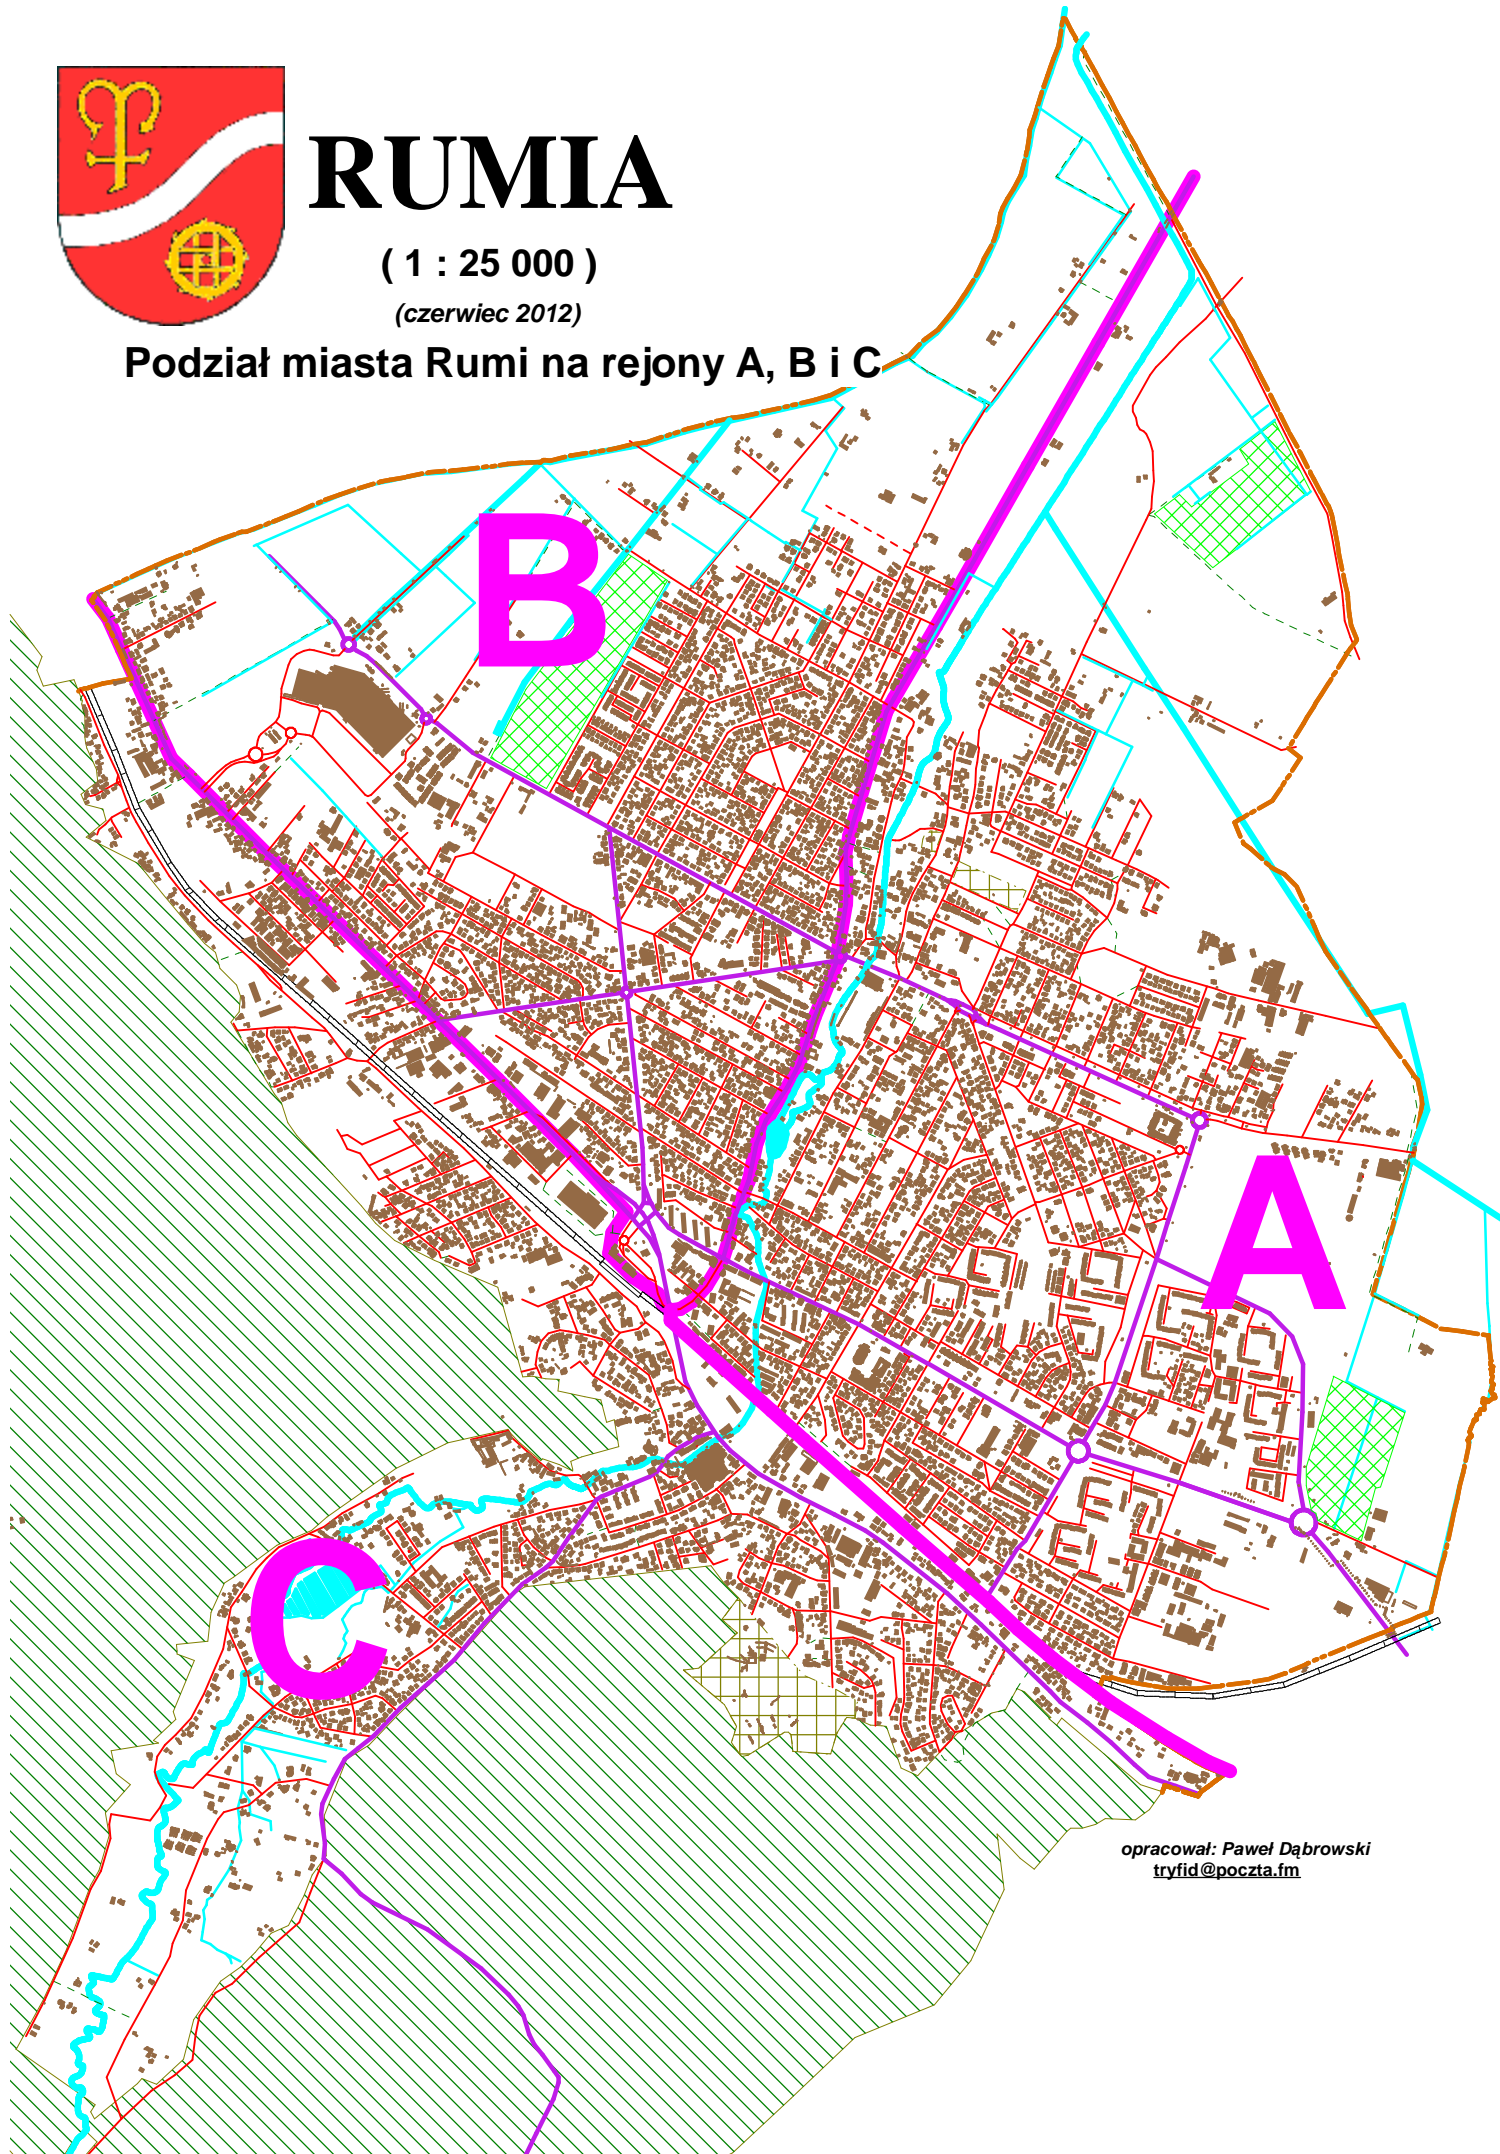 RUMIA
( 1 : 25 000 )
(czerwiec 2012)
Podział miasta Rumi na rejony A, B i C
B
A
C
opracował: Paweł Dąbrowski
tryfid@poczta.fm